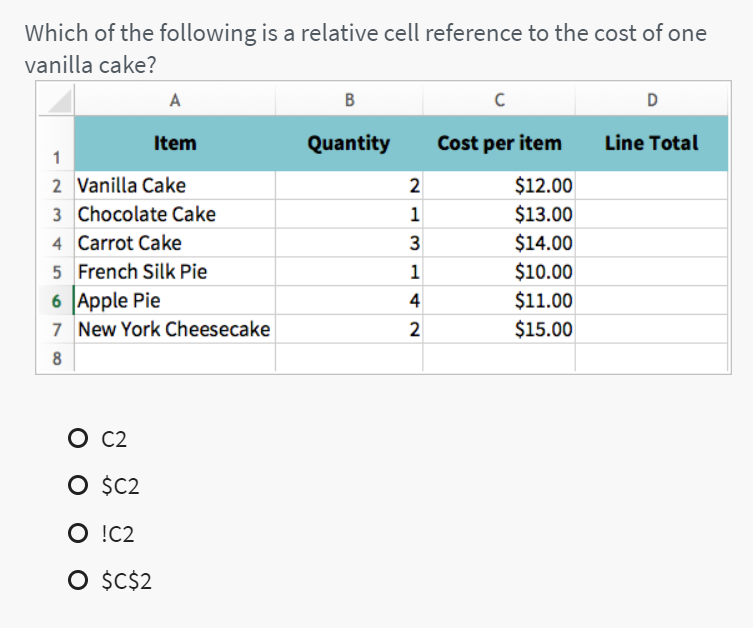 Which of the following is a relative cell reference to the cost of one
vanilla cake?
A B C D
1 Item Quantity Cost per item Line Total
2 Vanilla Cake 2 $12.00
3 Chocolate Cake 1 $13.00
4 Carrot Cake 3 $14.00
5 French Silk Pie 1 $10.00
6 Apple Pie 4 $11.00
7 New York Cheesecake 2 $15.00
8
C2
$C2
!C2
$C$2